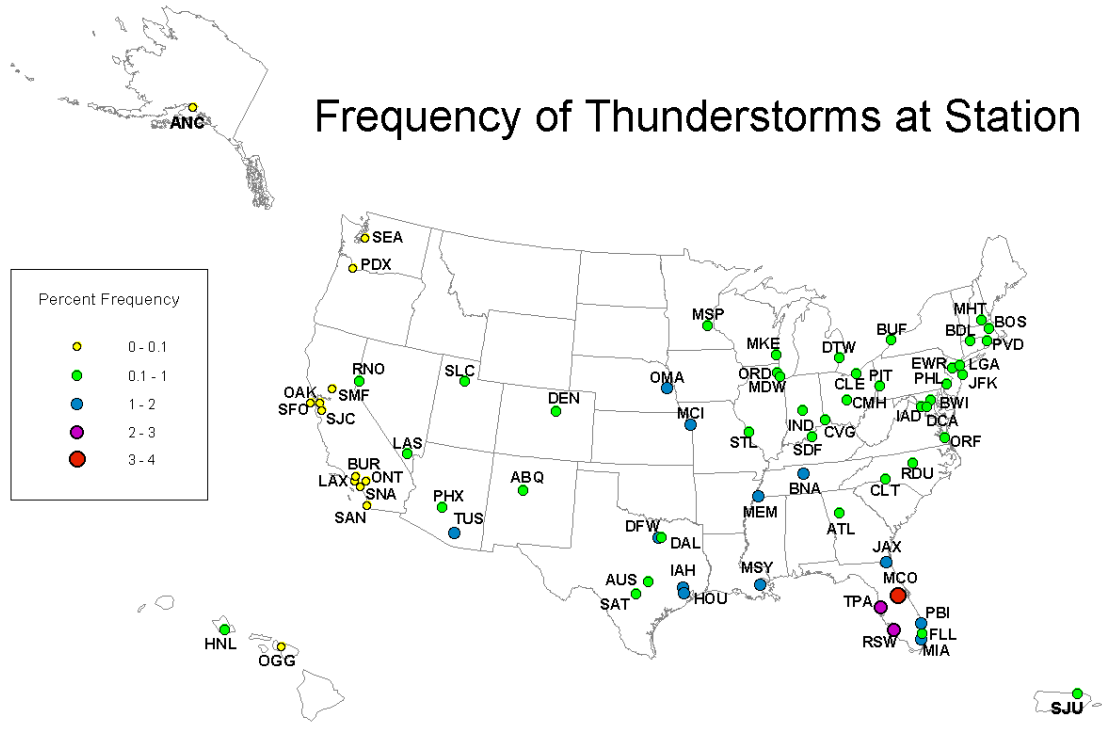 Frequency of Thunderstorms at Station
ANC
Percent Frequency
0 - 0.1
0.1 - 1
1 - 2
2 - 3
3 - 4
SEA
PDX
MSP
MHT
BOS
BDL
PVD
BUF
MKE
DTW
EWR
LGA
RNO
SLC
ORD
MDW
CLE
PIT
PHL
JFK
OMA
OAK
SMF
SFO
SJC
DEN
CMH
BWI
IAD
DCA
MCI
STL
IND
CVG
SDF
ORF
LAS
BUR
LAX
ONT
SNA
SAN
ABQ
RDU
PHX
TUS
BNA
CLT
MEM
ATL
DFW
DAL
JAX
IAH
MSY
MCO
AUS
SAT
HOU
TPA
PBI
FLL
RSW
MIA
HNL
OGG
SJU